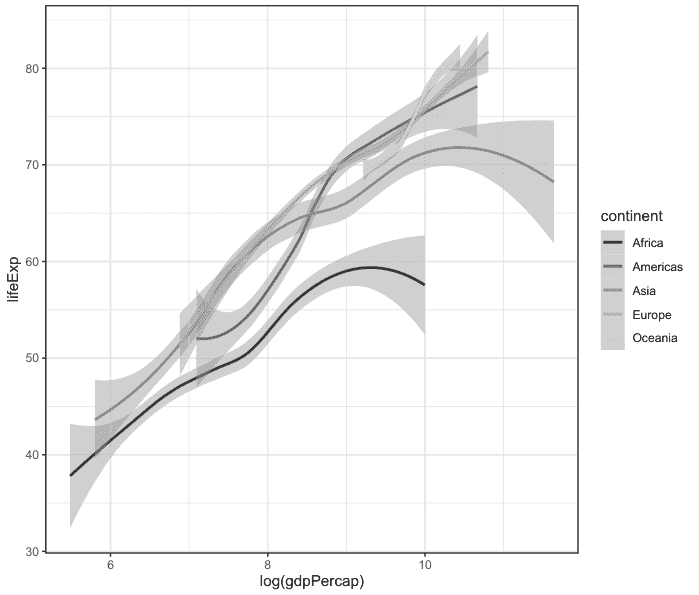 80
70
60
50
40
30
lifeExp
6 8 10
log(gdpPercap)
continent
Africa
Americas
Asia
Europe
Oceania